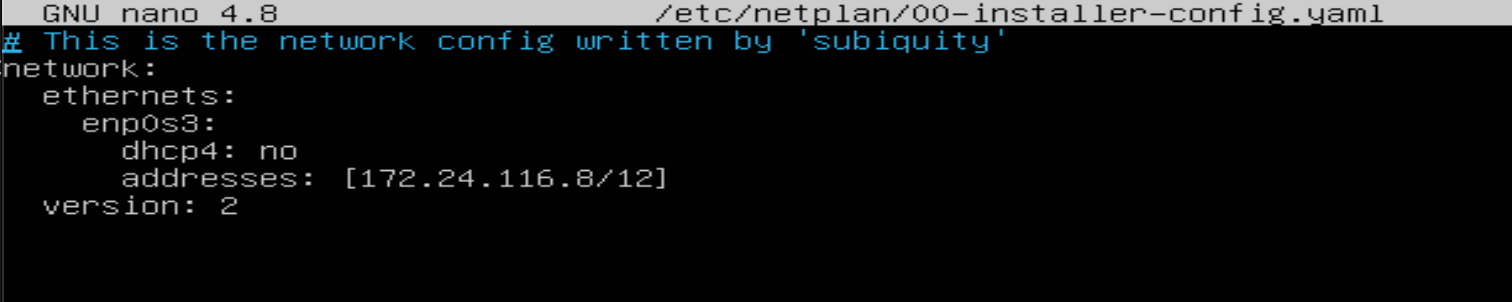 GNU nano 4.8 /etc/netplan/00-installer-config.yaml
# This is the network config written by 'subiquity'
network:
  ethernets:
    enp0s3:
      dhcp4: no
      addresses: [172.24.116.8/12]
  version: 2